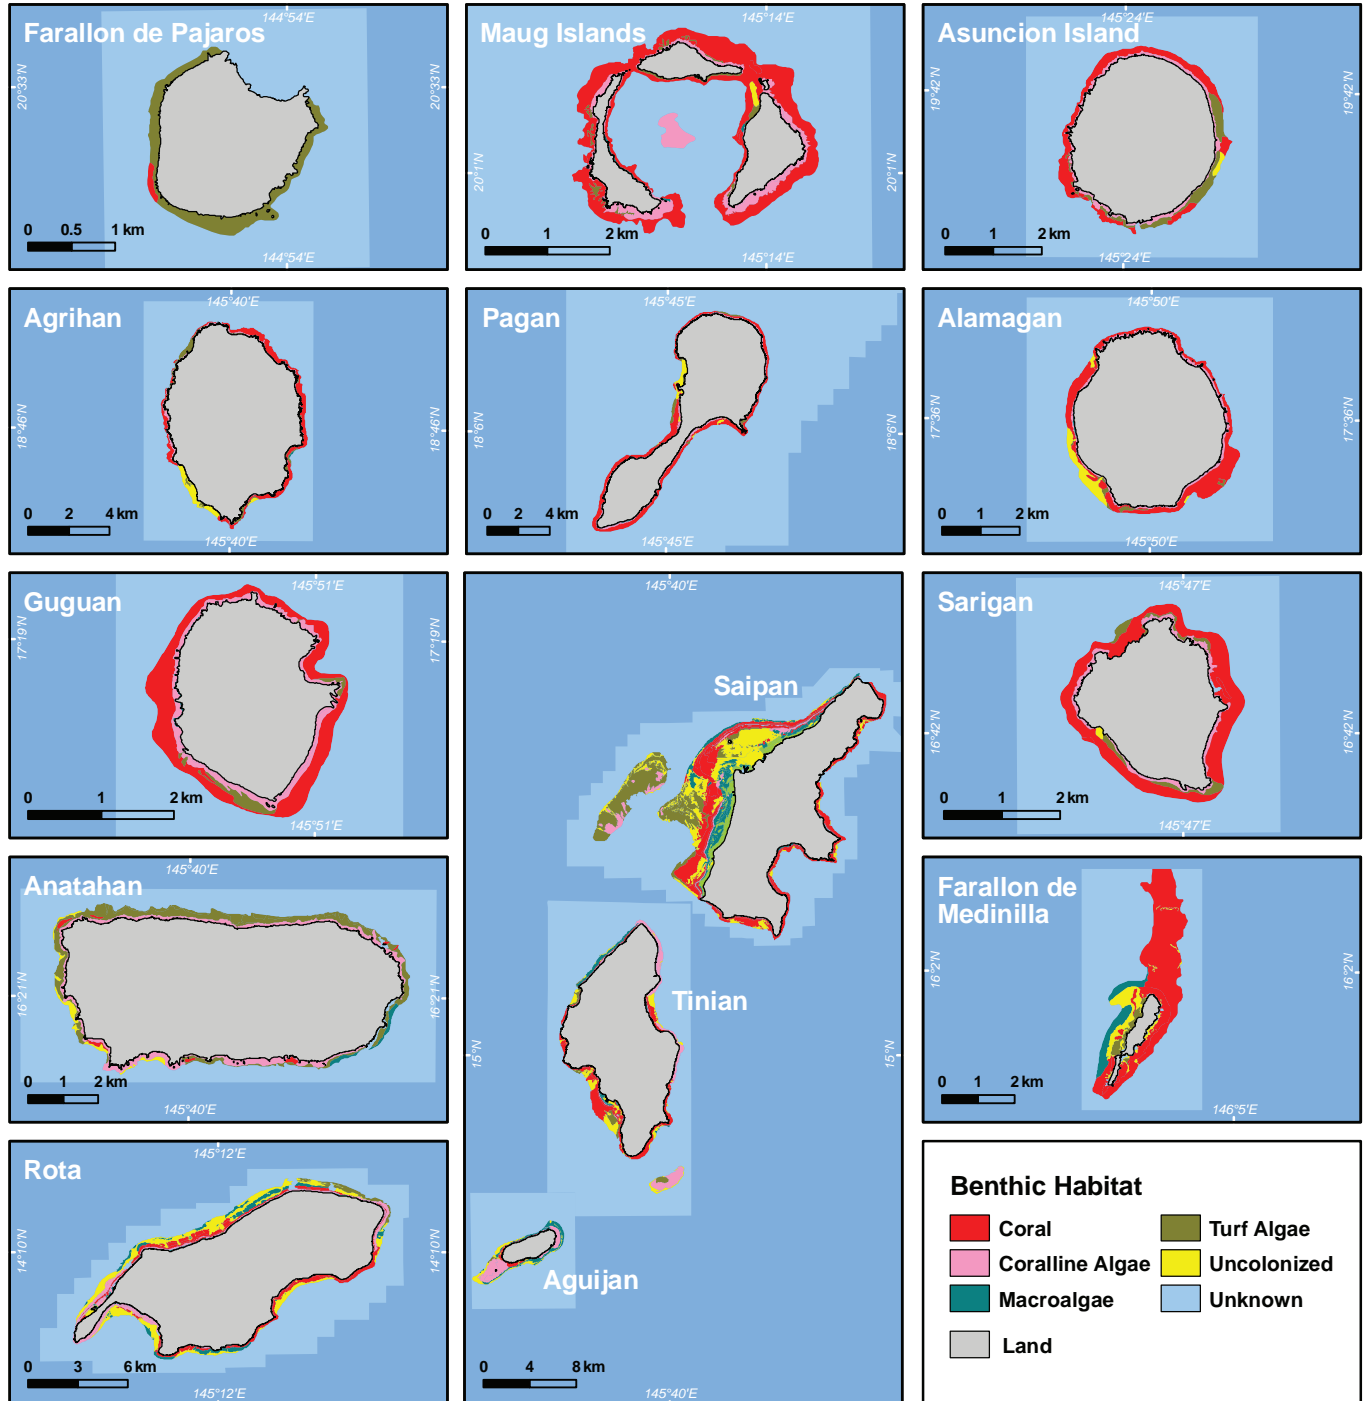 Farallon de Pajaros
144°54'E
20°33'N
20°33'N
0 0.5 1 km
144°54'E
Maug Islands
145°14'E
20°1'N
20°1'N
0 1 2 km
145°14'E
Asuncion Island
145°24'E
19°42'N
19°42'N
0 1 2 km
145°24'E
Agrihan
145°40'E
18°46'N
18°46'N
0 2 4 km
145°40'E
Pagan
145°45'E
18°6'N
18°6'N
0 2 4 km
145°45'E
Alamagan
145°50'E
17°36'N
17°36'N
0 1 2 km
145°50'E
Guguan
145°51'E
17°19'N
17°19'N
0 1 2 km
145°51'E
145°40'E
Saipan
Tinian
15°N
15°N
Aguijan
0 4 8 km
145°40'E
Sarigan
145°47'E
16°42'N
16°42'N
0 1 2 km
145°47'E
Anatahan
145°40'E
16°21'N
16°21'N
0 1 2 km
145°40'E
Farallon de
Medinilla
16°2'N
16°2'N
0 1 2 km
146°5'E
Rota
145°12'E
14°10'N
14°10'N
0 3 6 km
145°12'E
Benthic Habitat
Coral
Coralline Algae
Macroalgae
Land
Turf Algae
Uncolonized
Unknown